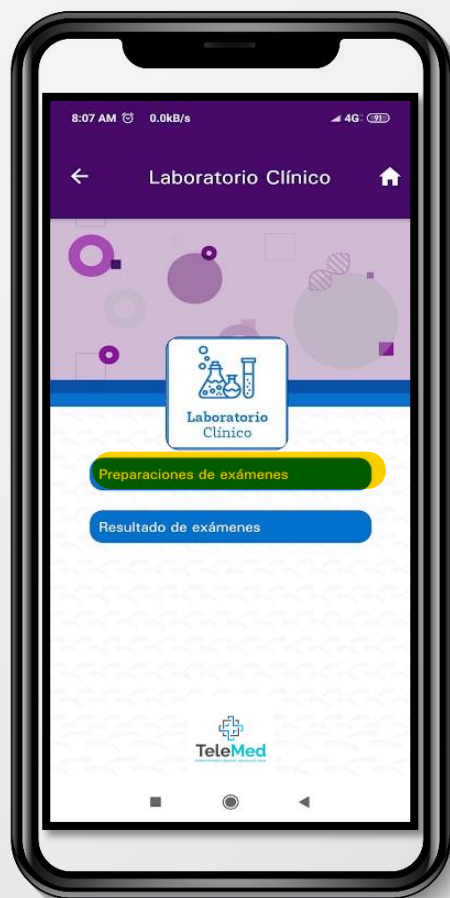 8:07 AM 0.0kB/s 4G 91
Laboratorio Clínico
Laboratorio
Clínico
Preparaciones de exámenes
Resultado de exámenes
TeleMed